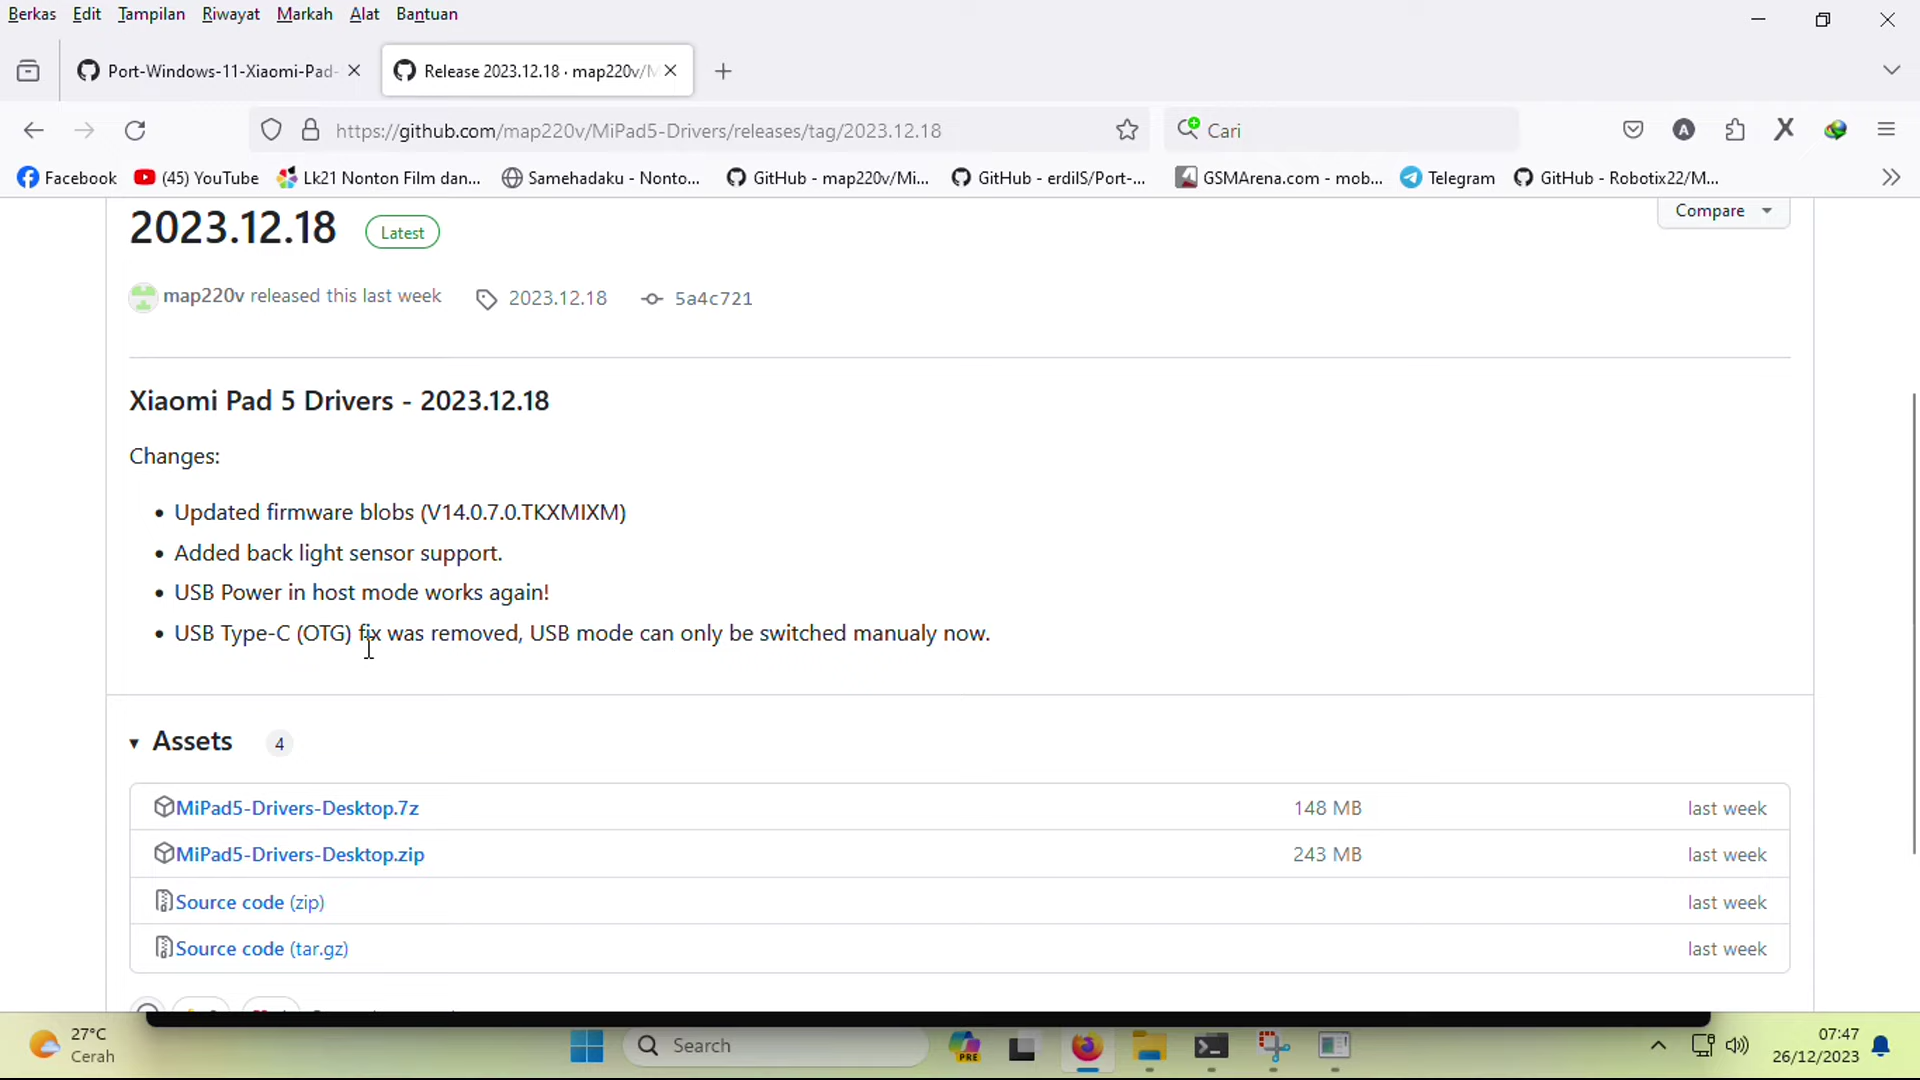 Berkas Edit Tampilan Riwayat Markah Alat Bantuan
Port-Windows-11-Xiaomi-Pad-
Release 2023.12.18 · map220v/M
https://github.com/map220v/MiPad5-Drivers/releases/tag/2023.12.18
Cari
A
X
Facebook
(45) YouTube
Lk21 Nonton Film dan...
Samehadaku - Nonto...
GitHub - map220v/Mi...
GitHub - erdilS/Port-...
GSMArena.com - mob...
Telegram
GitHub - Robotix22/M...
2023.12.18 Latest
Compare
map220v released this last week 2023.12.18 5a4c721
Xiaomi Pad 5 Drivers - 2023.12.18
Changes:
• Updated firmware blobs (V14.0.7.0.TKXMIXM)
• Added back light sensor support.
• USB Power in host mode works again!
• USB Type-C (OTG) fix was removed, USB mode can only be switched manualy now.
Assets 4
MiPad5-Drivers-Desktop.7z 148 MB last week
MiPad5-Drivers-Desktop.zip 243 MB last week
Source code (zip) last week
Source code (tar.gz) last week
27°C
Cerah
Search
PRE
07:47
26/12/2023